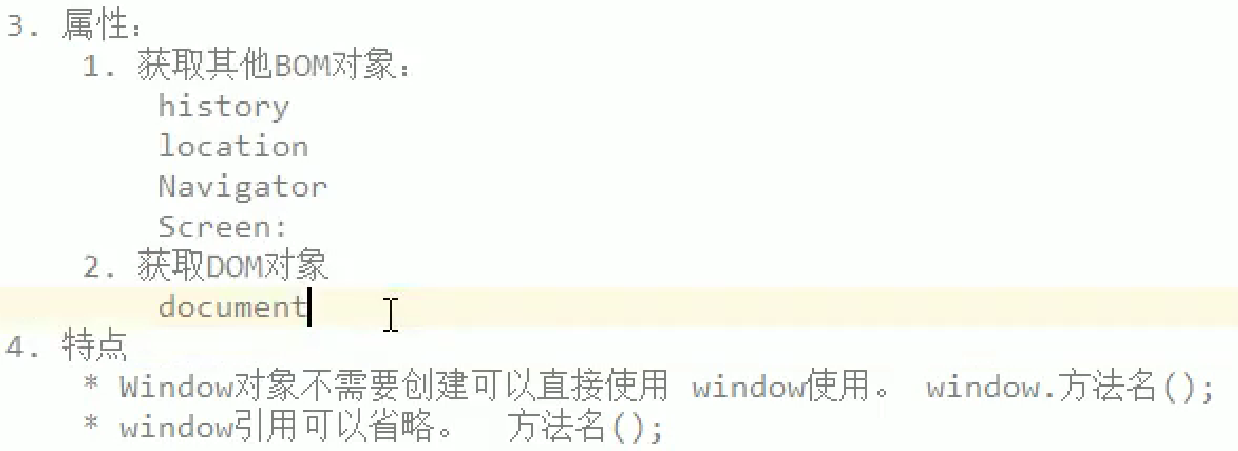 3. 属性：
1. 获取其他BOM对象：
history
location
Navigator
Screen:
2. 获取DOM对象
document
4. 特点
* Window对象不需要创建可以直接使用 window使用。 window.方法名();
* window引用可以省略。 方法名();